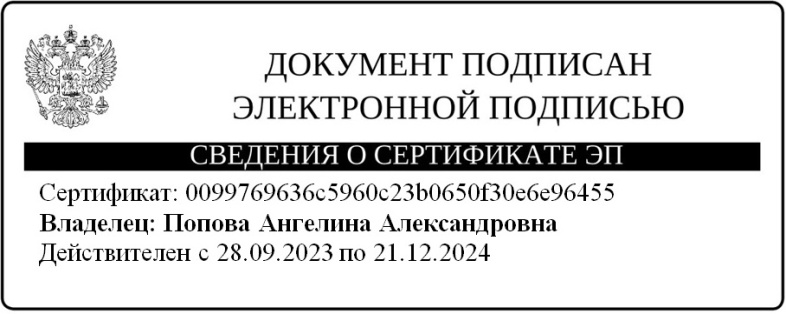 ДОКУМЕНТ ПОДПИСАН
ЭЛЕКТРОННОЙ ПОДПИСЬЮ
СВЕДЕНИЯ О СЕРТИФИКАТЕ ЭП
Сертификат: 0099769636c5960c23b0650f30e6e96455
Владелец: Попова Ангелина Александровна
Действителен с 28.09.2023 по 21.12.2024